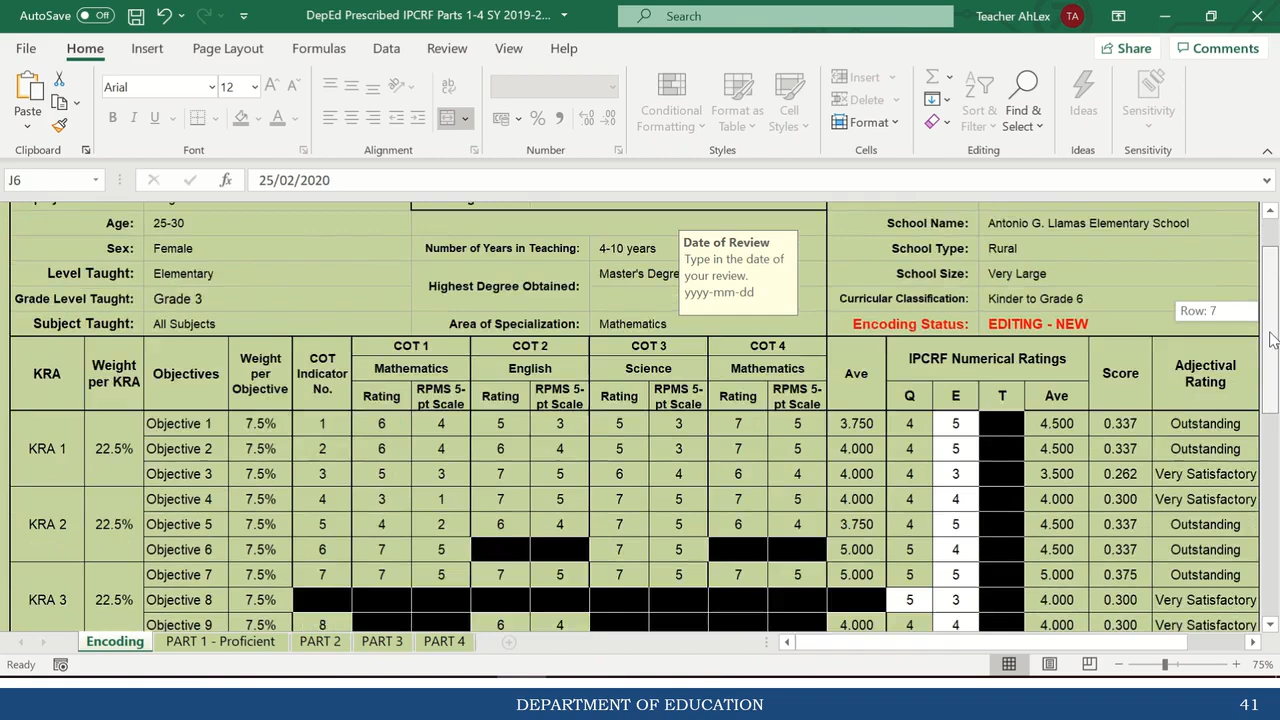 AutoSave Off DepEd Prescribed IPCRF Parts 1-4 SY 2019-2... Search Teacher AhLex TA
File Home Insert Page Layout Formulas Data Review View Help Share Comments
Paste Arial 12 Conditional Formatting Format as Table Cell Styles Insert Delete Format Sort & Filter Find & Select Ideas Sensitivity
Clipboard Font Alignment Number Styles Cells Editing Ideas Sensitivity
J6 25/02/2020
Age: 25-30 School Name: Antonio G. Llamas Elementary School
Sex: Female Number of Years in Teaching: 4-10 years School Type: Rural
Level Taught: Elementary Highest Degree Obtained: Master's Degre School Size: Very Large
Grade Level Taught: Grade 3 Curricular Classification: Kinder to Grade 6
Subject Taught: All Subjects Area of Specialization: Mathematics Encoding Status: EDITING - NEW
Date of Review
Type in the date of
your review.
yyyy-mm-dd
Row: 7
KRA Weight per KRA Objectives Weight per Objective COT Indicator No. COT 1 COT 2 COT 3 COT 4 Ave IPCRF Numerical Ratings Score Adjectival Rating
Mathematics English Science Mathematics
Rating RPMS 5-pt Scale Rating RPMS 5-pt Scale Rating RPMS 5-pt Scale Rating RPMS 5-pt Scale Q E T Ave
Objective 1 7.5% 1 6 4 5 3 5 3 7 5 3.750 4 5 4.500 0.337 Outstanding
KRA 1 22.5% Objective 2 7.5% 2 6 4 6 4 5 3 7 5 4.000 4 5 4.500 0.337 Outstanding
Objective 3 7.5% 3 5 3 7 5 6 4 6 4 4.000 4 3 3.500 0.262 Very Satisfactory
Objective 4 7.5% 4 3 1 7 5 7 5 7 5 4.000 4 4 4.000 0.300 Very Satisfactory
KRA 2 22.5% Objective 5 7.5% 5 4 2 6 4 7 5 6 4 3.750 4 5 4.500 0.337 Outstanding
Objective 6 7.5% 6 7 5 7 5 5.000 5 4 4.500 0.337 Outstanding
Objective 7 7.5% 7 7 5 7 5 7 5 7 5 5.000 5 5 5.000 0.375 Outstanding
KRA 3 22.5% Objective 8 7.5% 5 3 4.000 0.300 Very Satisfactory
Objective 9 7.5% 8 6 4 4.000 4 4 4.000 0.300 Very Satisfactory
Encoding PART 1 - Proficient PART 2 PART 3 PART 4
Ready 75%
DEPARTMENT OF EDUCATION 41